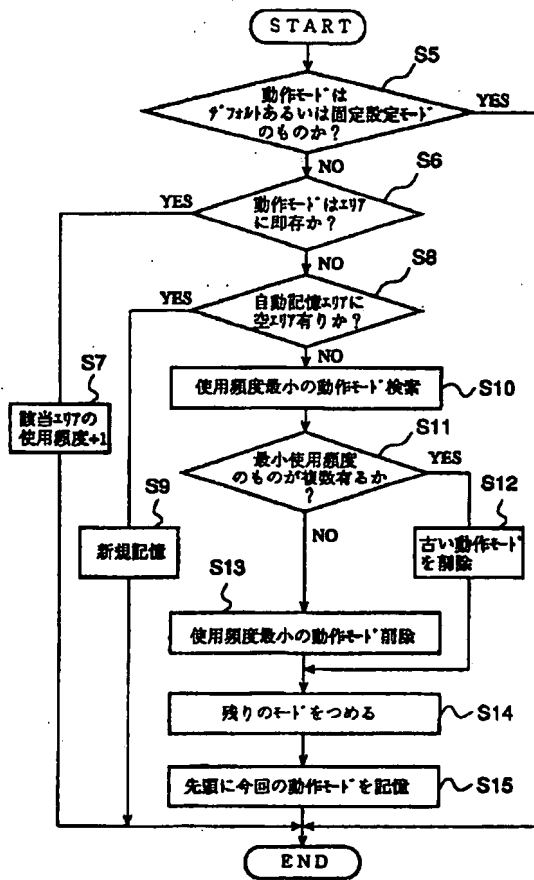 START
S5
動作モードは
デフォルトあるいは固定設定モード
のものか?
YES
NO
S6
YES
動作モードはエリア
に即存か?
NO
S8
YES
自動記憶エリアに
空エリア有りか?
NO
S7
該当エリアの
使用頻度+1
使用頻度最小の動作モード検索
S10
S11
最小使用頻度
のものが複数有るか
?
YES
NO
S9
新規記憶
S12
古い動作モード
を削除
S13
使用頻度最小の動作モード削除
残りのモードをつめる
S14
先頭に今回の動作モードを記憶
S15
END